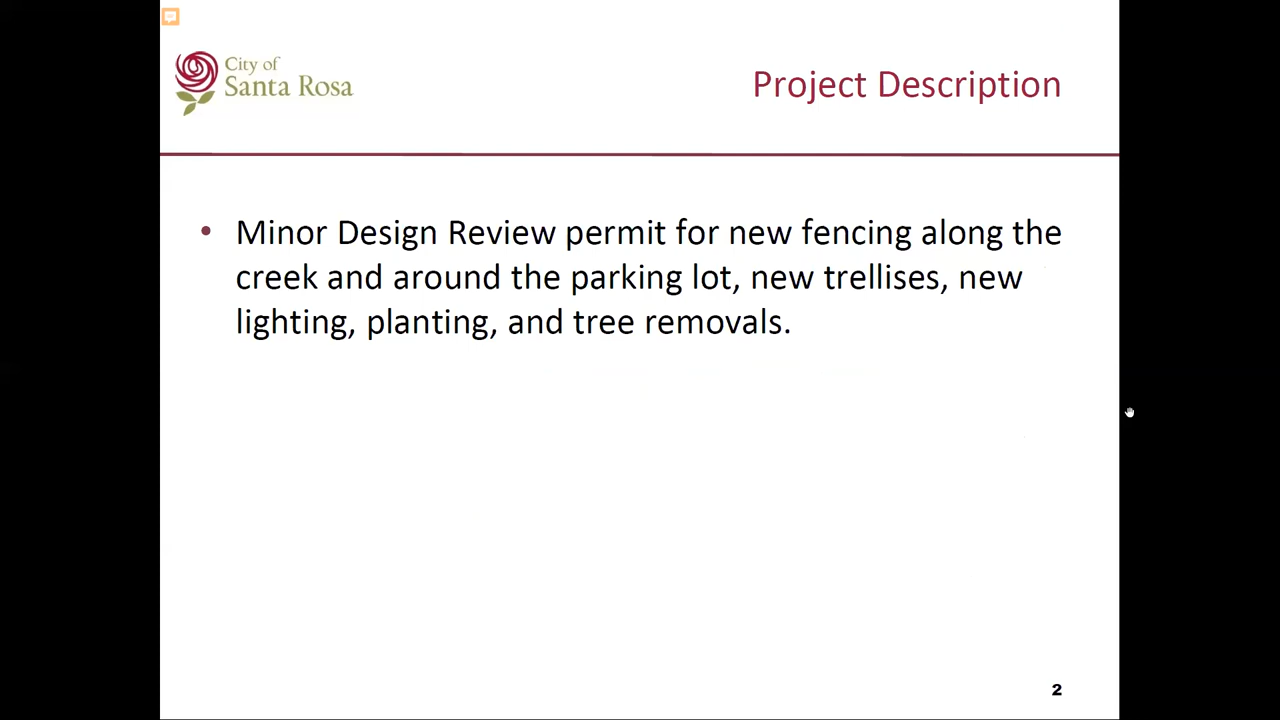 City of
Santa Rosa
Project Description
• Minor Design Review permit for new fencing along the
creek and around the parking lot, new trellises, new
lighting, planting, and tree removals.
2